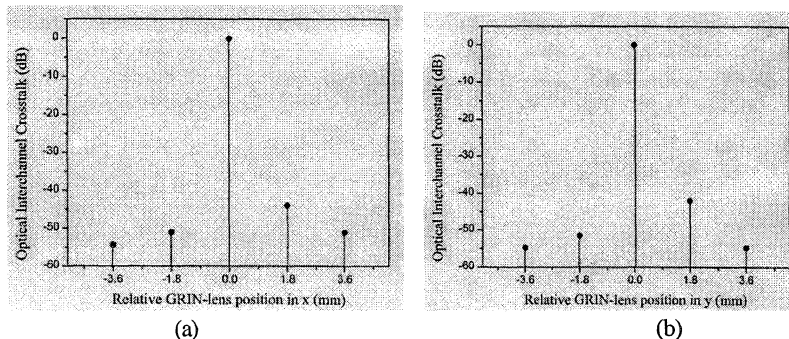 0
-10
-20
-30
-40
-50
-60
Optical Interchannel Crosstalk (dB)
-3.6 -1.8 0.0 1.8 3.6
Relative GRIN-lens position in x (mm)
(a)
0
-10
-20
-30
-40
-50
-60
Optical Interchannel Crosstalk (dB)
-3.6 -1.8 0.0 1.8 3.6
Relative GRIN-lens position in y (mm)
(b)